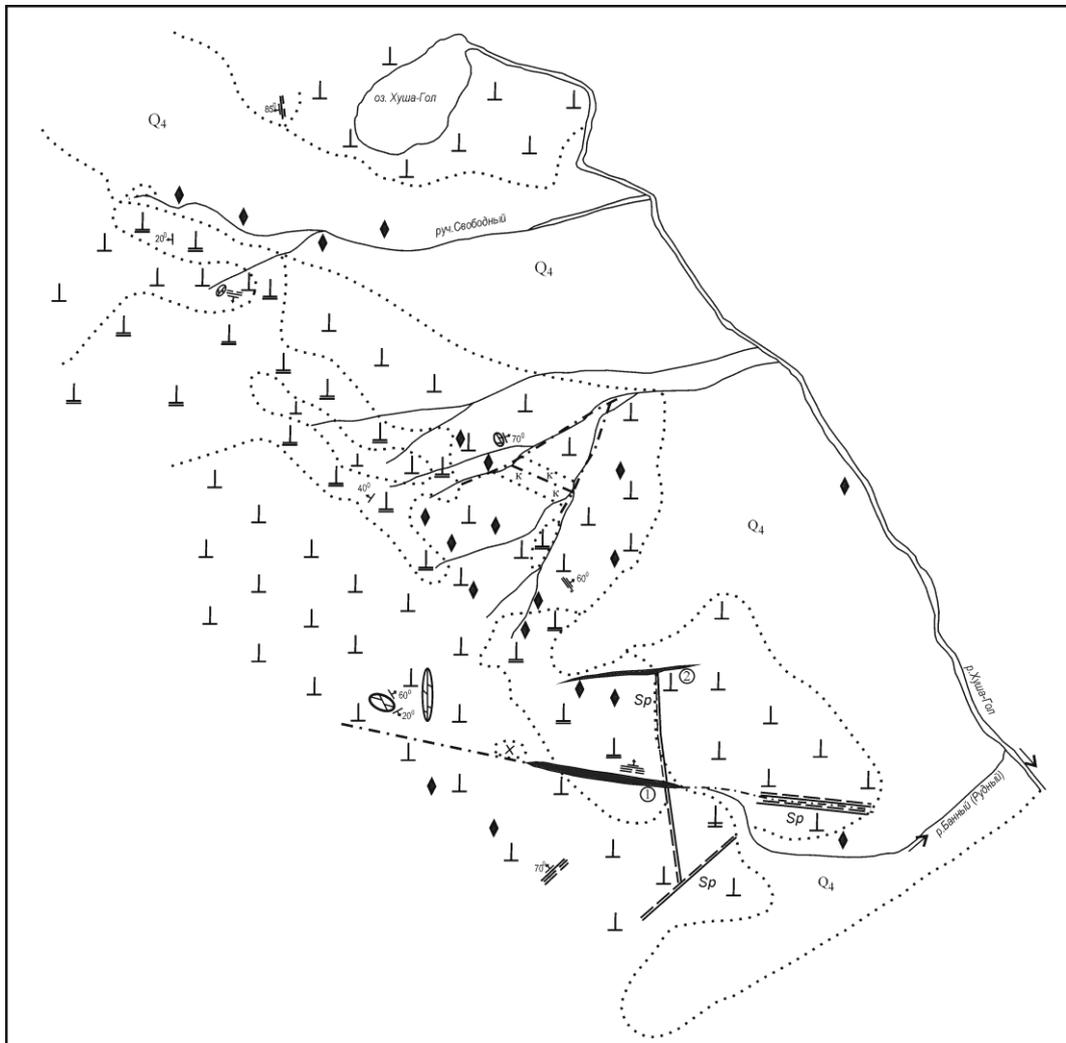 оз. Хуша-Гол
85⁰
Q₄
руч.Свободный
20⁰
Q₄
70⁰
к
к
к
40⁰
Q₄
60⁰
р.Хуша-Гол
2
Sp
60⁰
20⁰
X
1
Sp
р.Банный (Рудный)
70⁰
Sp
Q₄